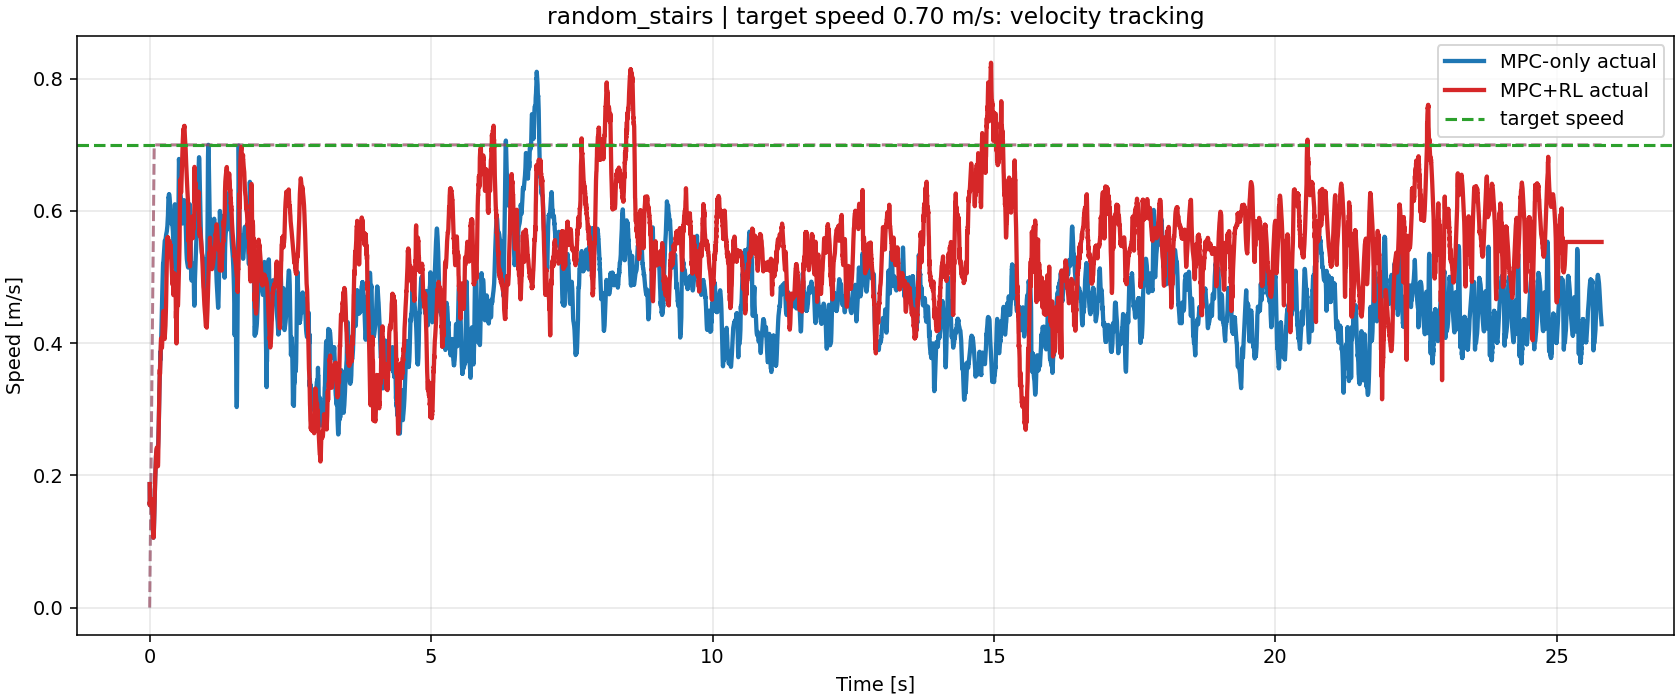 random_stairs | target speed 0.70 m/s: velocity tracking
MPC-only actual
MPC+RL actual
target speed
Speed [m/s]
0.8
0.6
0.4
0.2
0.0
0 5 10 15 20 25
Time [s]